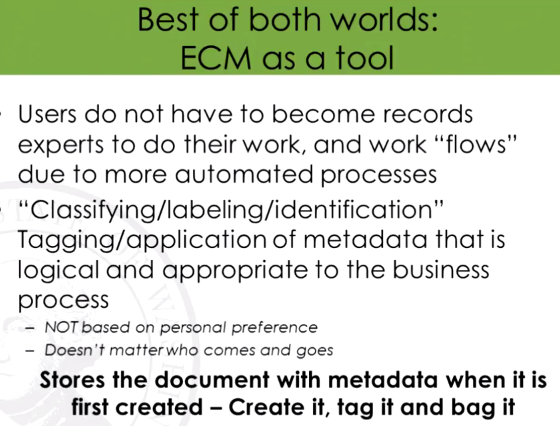 Best of both worlds:
ECM as a tool
• Users do not have to become records
experts to do their work, and work “flows”
due to more automated processes
• “Classifying/labeling/identification”
Tagging/application of metadata that is
logical and appropriate to the business
process
– NOT based on personal preference
– Doesn’t matter who comes and goes
Stores the document with metadata when it is
first created – Create it, tag it and bag it